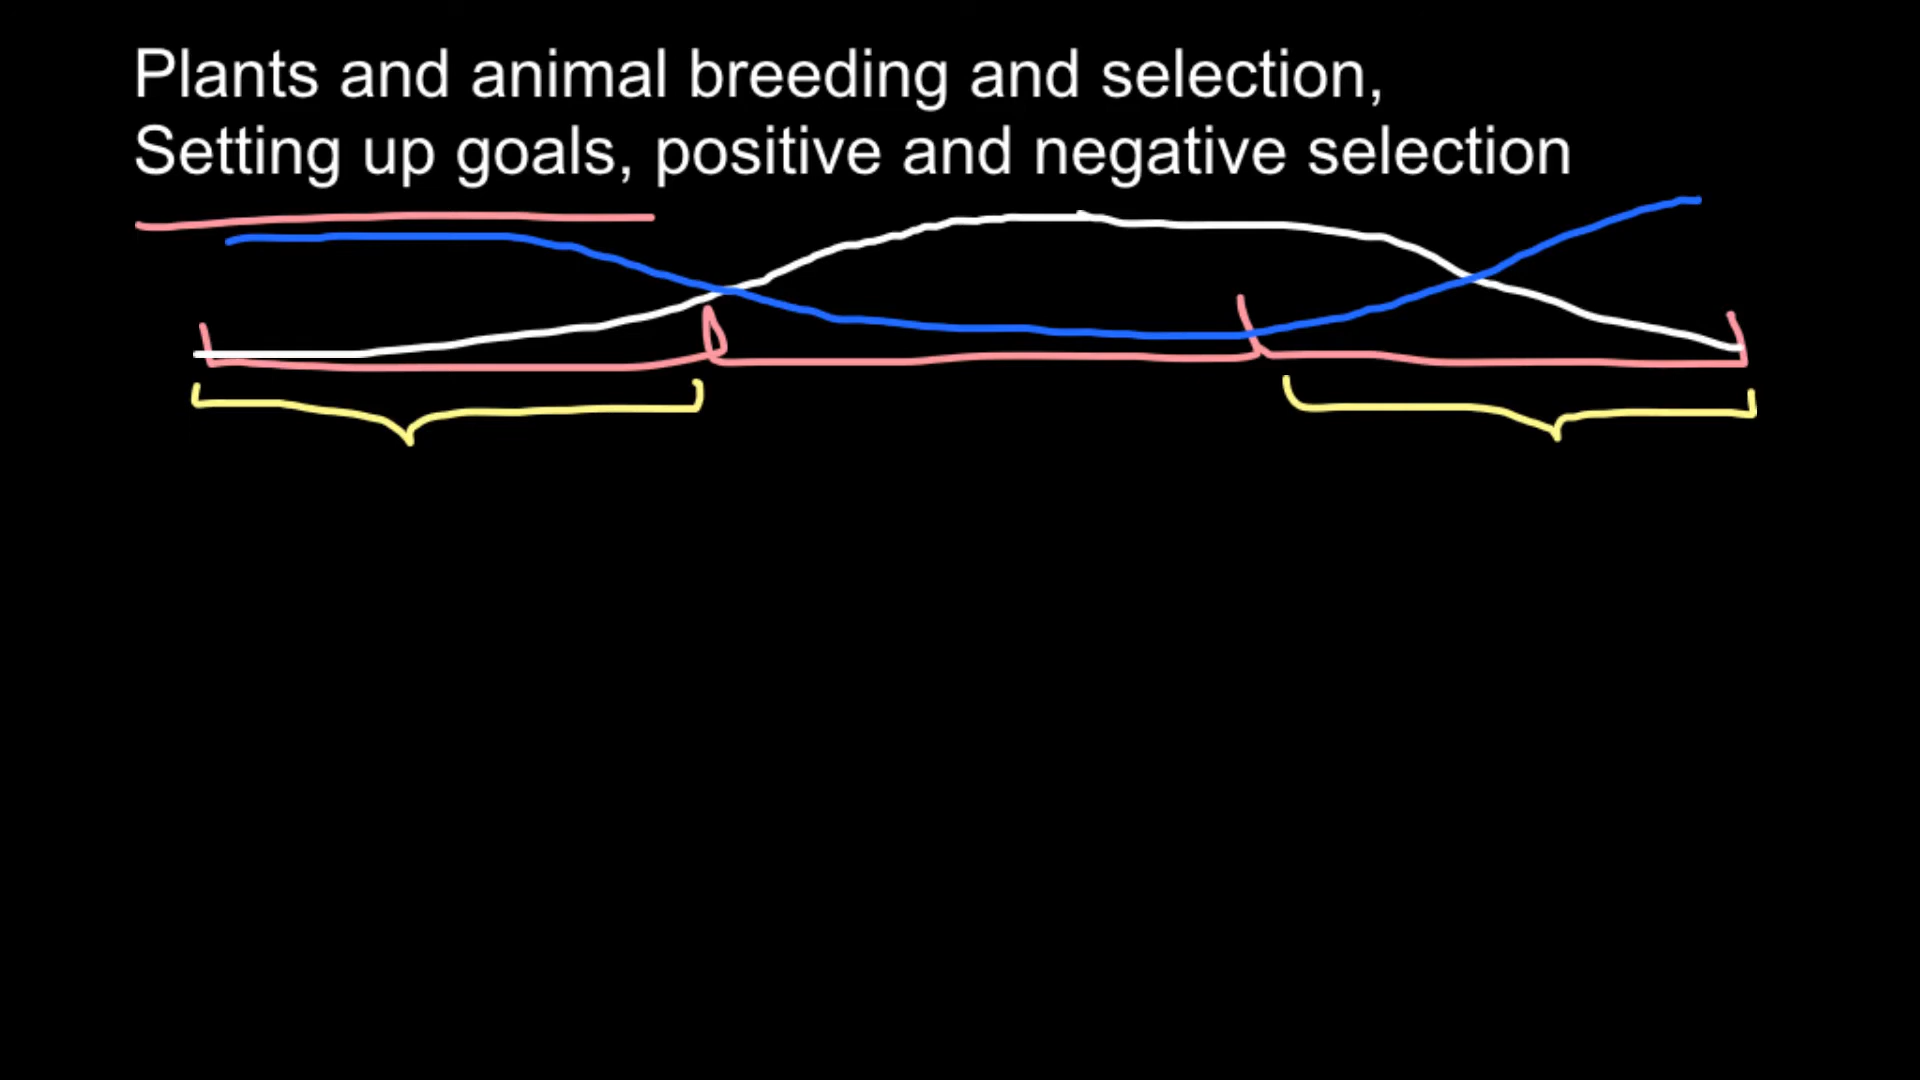 Plants and animal breeding and selection,
Setting up goals, positive and negative selection